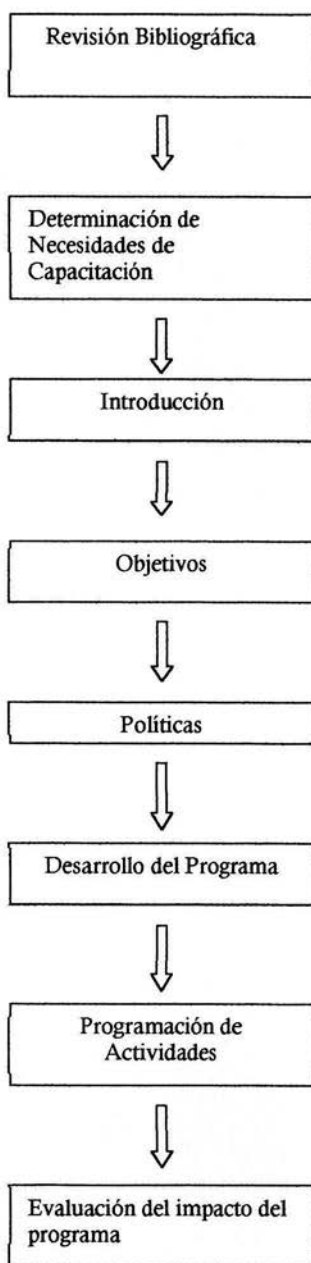 Revisión Bibliográfica
Determinación de
Necesidades de
Capacitación
Introducción
Objetivos
Políticas
Desarrollo del Programa
Programación de
Actividades
Evaluación del impacto del
programa